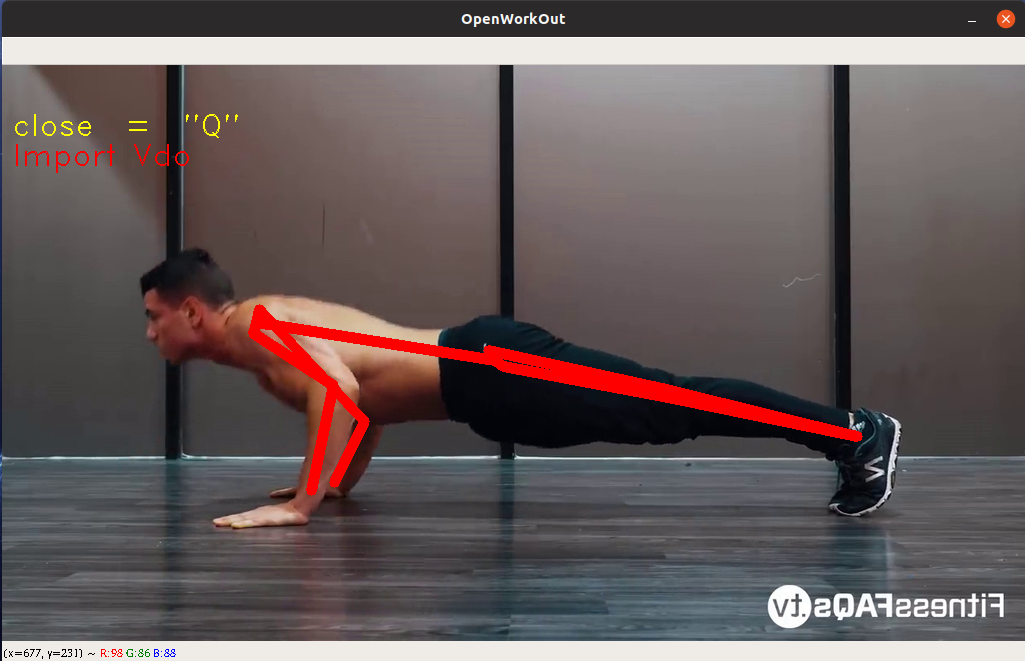 OpenWorkOut
close = "Q"
Import Vdo
FitnessFAQs.tv
(x=677, y=231) ~ R:98 G:86 B:88